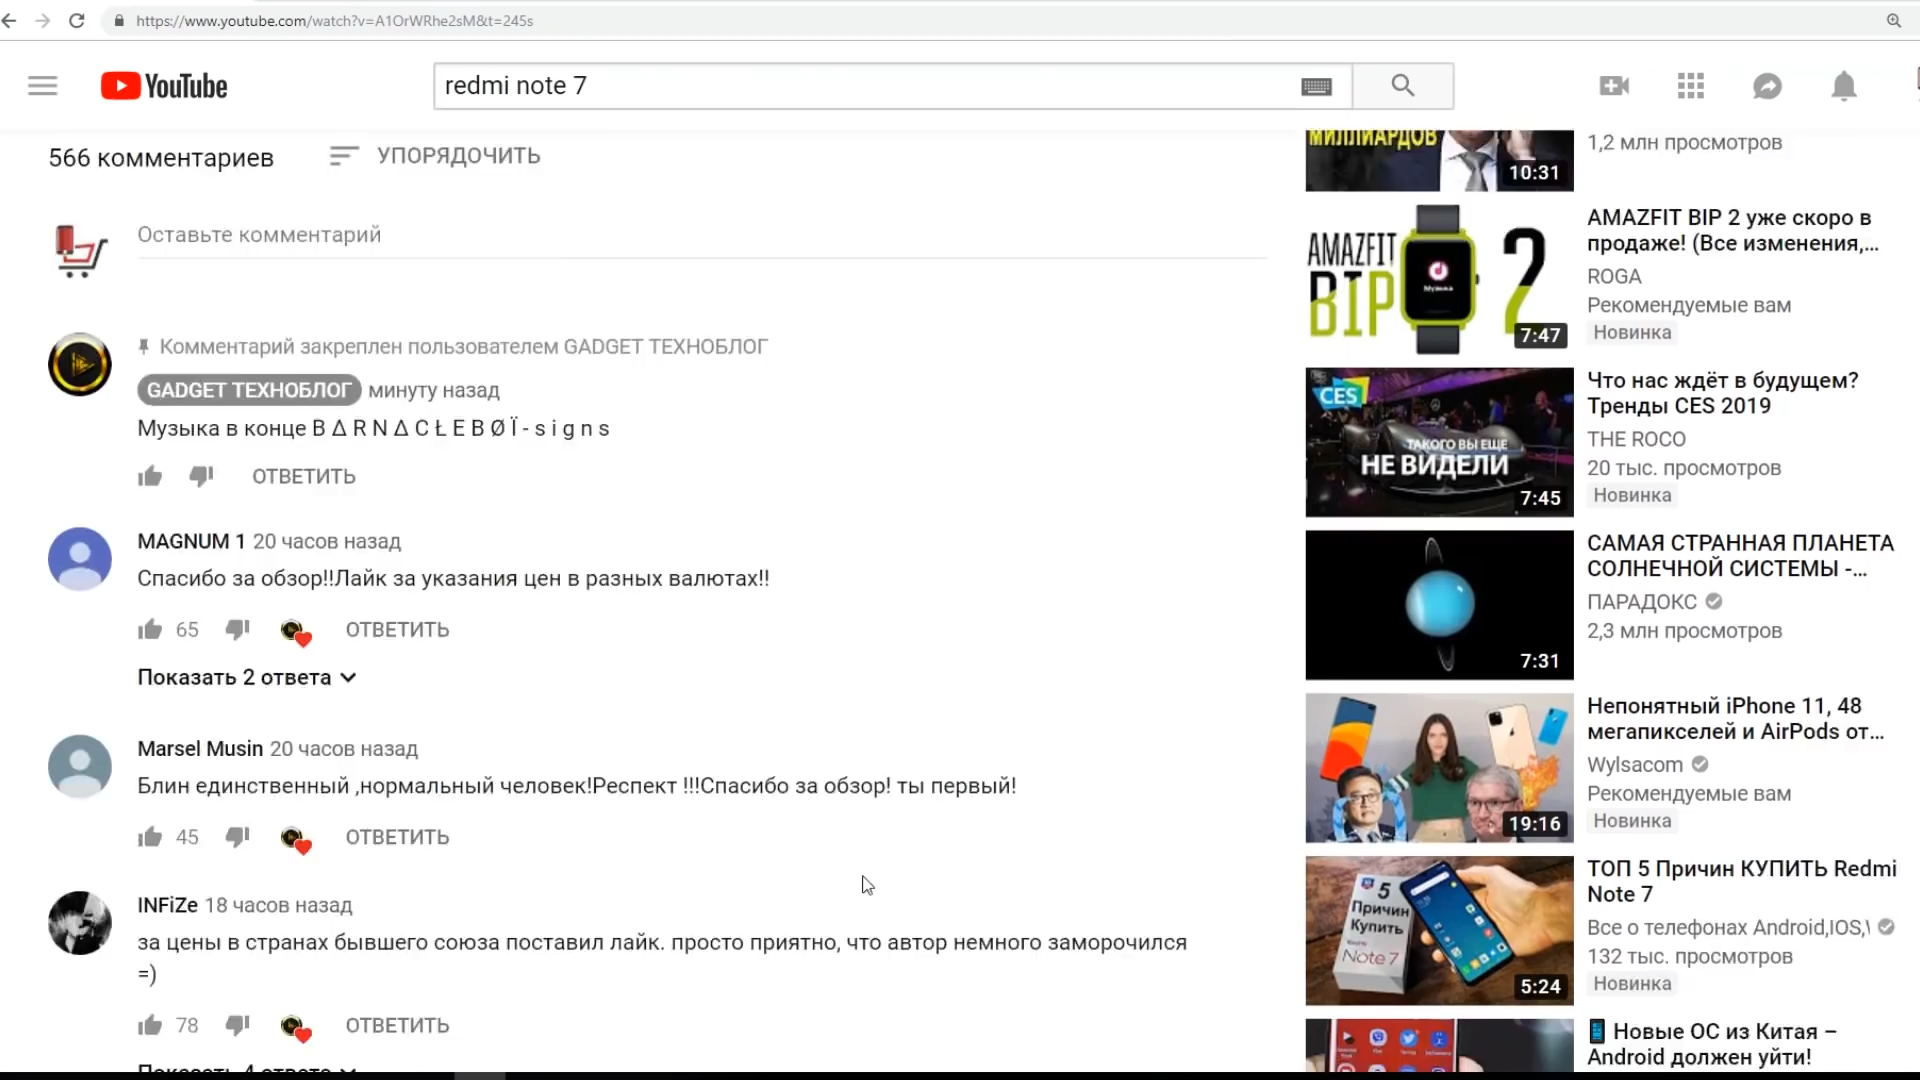 https://www.youtube.com/watch?v=A1OrWRhe2sM&t=245s
YouTube
redmi note 7
566 комментариев
УПОРЯДОЧИТЬ
Оставьте комментарий
Комментарий закреплен пользователем GADGET ТЕХНОБЛОГ
GADGET ТЕХНОБЛОГ минуту назад
Музыка в конце B Δ R N Δ C Ł E B Ø Ï - s i g n s
ОТВЕТИТЬ
MAGNUM 1 20 часов назад
Спасибо за обзор!!Лайк за указания цен в разных валютах!!
65 ОТВЕТИТЬ
Показать 2 ответа
Marsel Musin 20 часов назад
Блин единственный ,нормальный человек!Респект !!!Спасибо за обзор! ты первый!
45 ОТВЕТИТЬ
INFiZe 18 часов назад
за цены в странах бывшего союза поставил лайк. просто приятно, что автор немного заморочился
=)
78 ОТВЕТИТЬ
Показать 4 ответа
МИЛЛИАРДОВ
10:31
1,2 млн просмотров
AMAZFIT
BIP 2
7:47
AMAZFIT BIP 2 уже скоро в
продаже! (Все изменения,...
ROGA
Рекомендуемые вам
Новинка
CES
ТАКОГО ВЫ ЕЩЕ
НЕ ВИДЕЛИ
7:45
Что нас ждёт в будущем?
Тренды CES 2019
THE ROCO
20 тыс. просмотров
Новинка
7:31
САМАЯ СТРАННАЯ ПЛАНЕТА
СОЛНЕЧНОЙ СИСТЕМЫ -...
ПАРАДОКС
2,3 млн просмотров
19:16
Непонятный iPhone 11, 48
мегапикселей и AirPods от...
Wylsacom
Рекомендуемые вам
Новинка
5
Причин
Купить
Note 7
5:24
ТОП 5 Причин КУПИТЬ Redmi
Note 7
Все о телефонах Android,IOS,\
132 тыс. просмотров
Новинка
Новые ОС из Китая –
Android должен уйти!